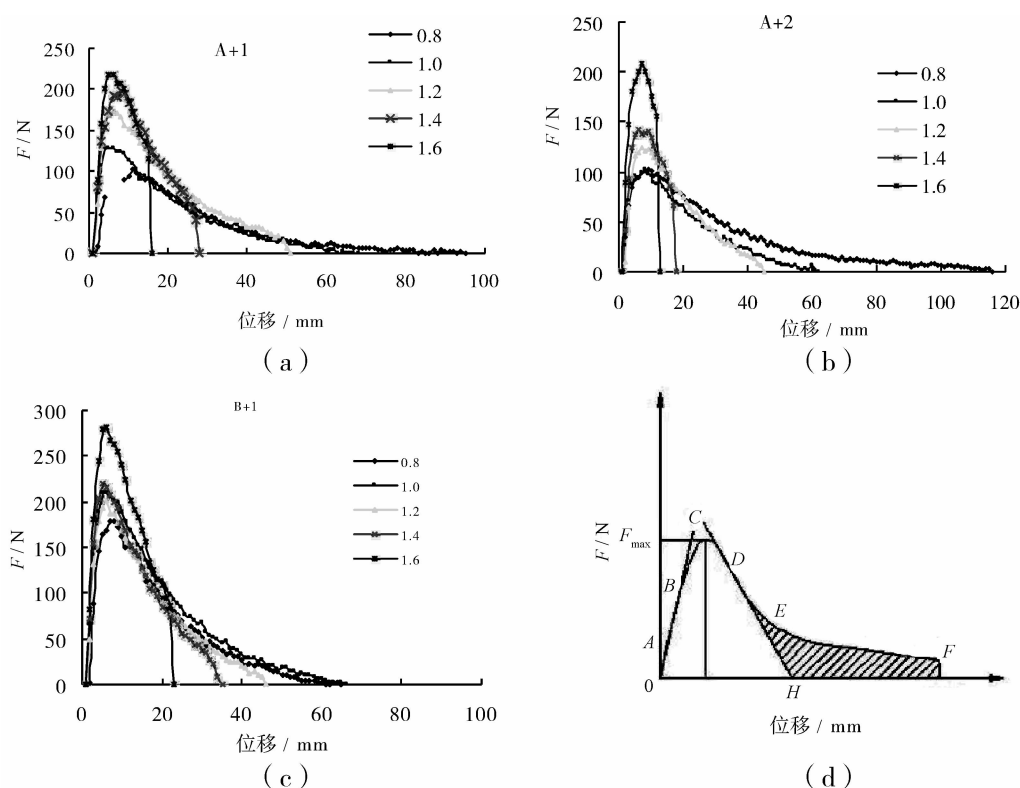 A+1
250
200
150
100
50
0
F / N
0 20 40 60 80 100
位移 / mm
0.8
1.0
1.2
1.4
1.6
(a)
A+2
250
200
150
100
50
0
F / N
0 20 40 60 80 100 120
位移 / mm
0.8
1.0
1.2
1.4
1.6
(b)
B+1
300
250
200
150
100
50
0
F / N
0 20 40 60 80 100
位移 / mm
0.8
1.0
1.2
1.4
1.6
(c)
F / N
Fmax
A
B
C
D
E
F
H
0
位移 / mm
(d)